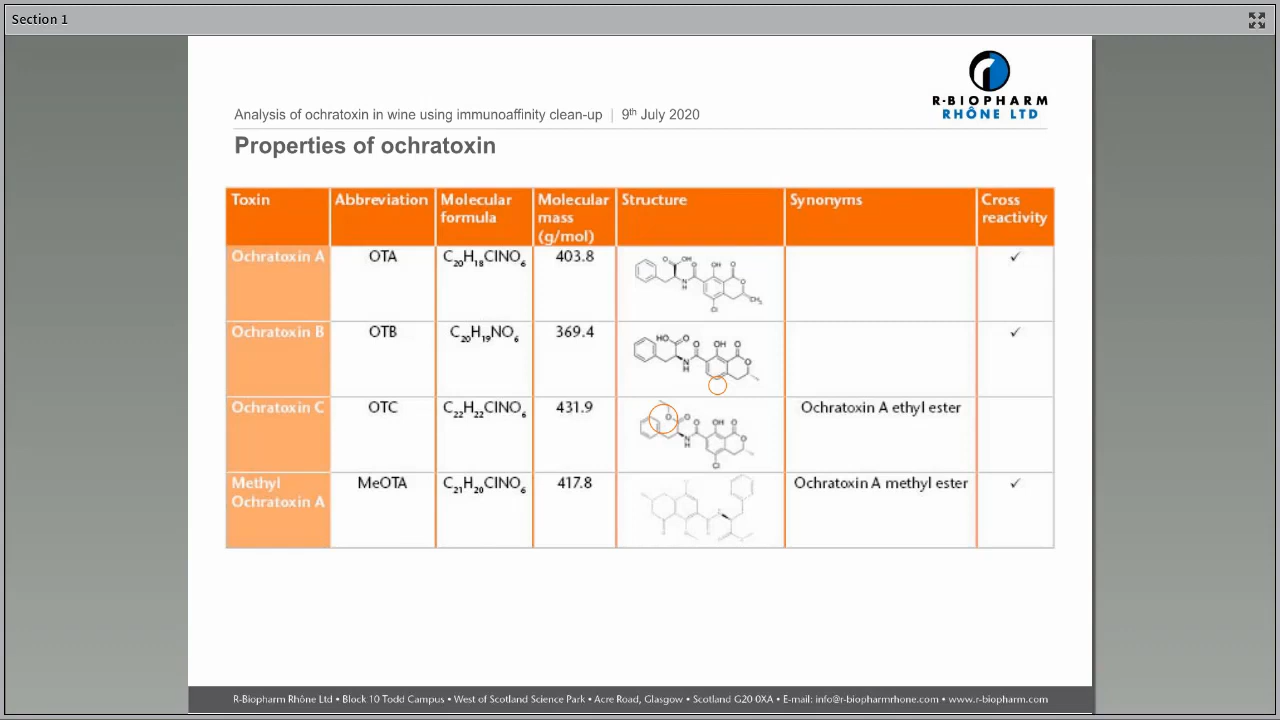 Section 1
R-BIOPHARM
RHÔNE LTD
Analysis of ochratoxin in wine using immunoaffinity clean-up | 9th July 2020
Properties of ochratoxin
Toxin Abbreviation Molecular formula Molecular mass (g/mol) Structure Synonyms Cross reactivity
Ochratoxin A OTA C20H18ClNO6 403.8 ✓
Ochratoxin B OTB C20H19NO6 369.4 ✓
Ochratoxin C OTC C22H22ClNO6 431.9 Ochratoxin A ethyl ester
Methyl Ochratoxin A MeOTA C21H20ClNO6 417.8 Ochratoxin A methyl ester ✓
R-Biopharm Rhône Ltd • Block 10 Todd Campus • West of Scotland Science Park • Acre Road, Glasgow • Scotland G20 0XA • E-mail: info@r-biopharmrhone.com • www.r-biopharm.com